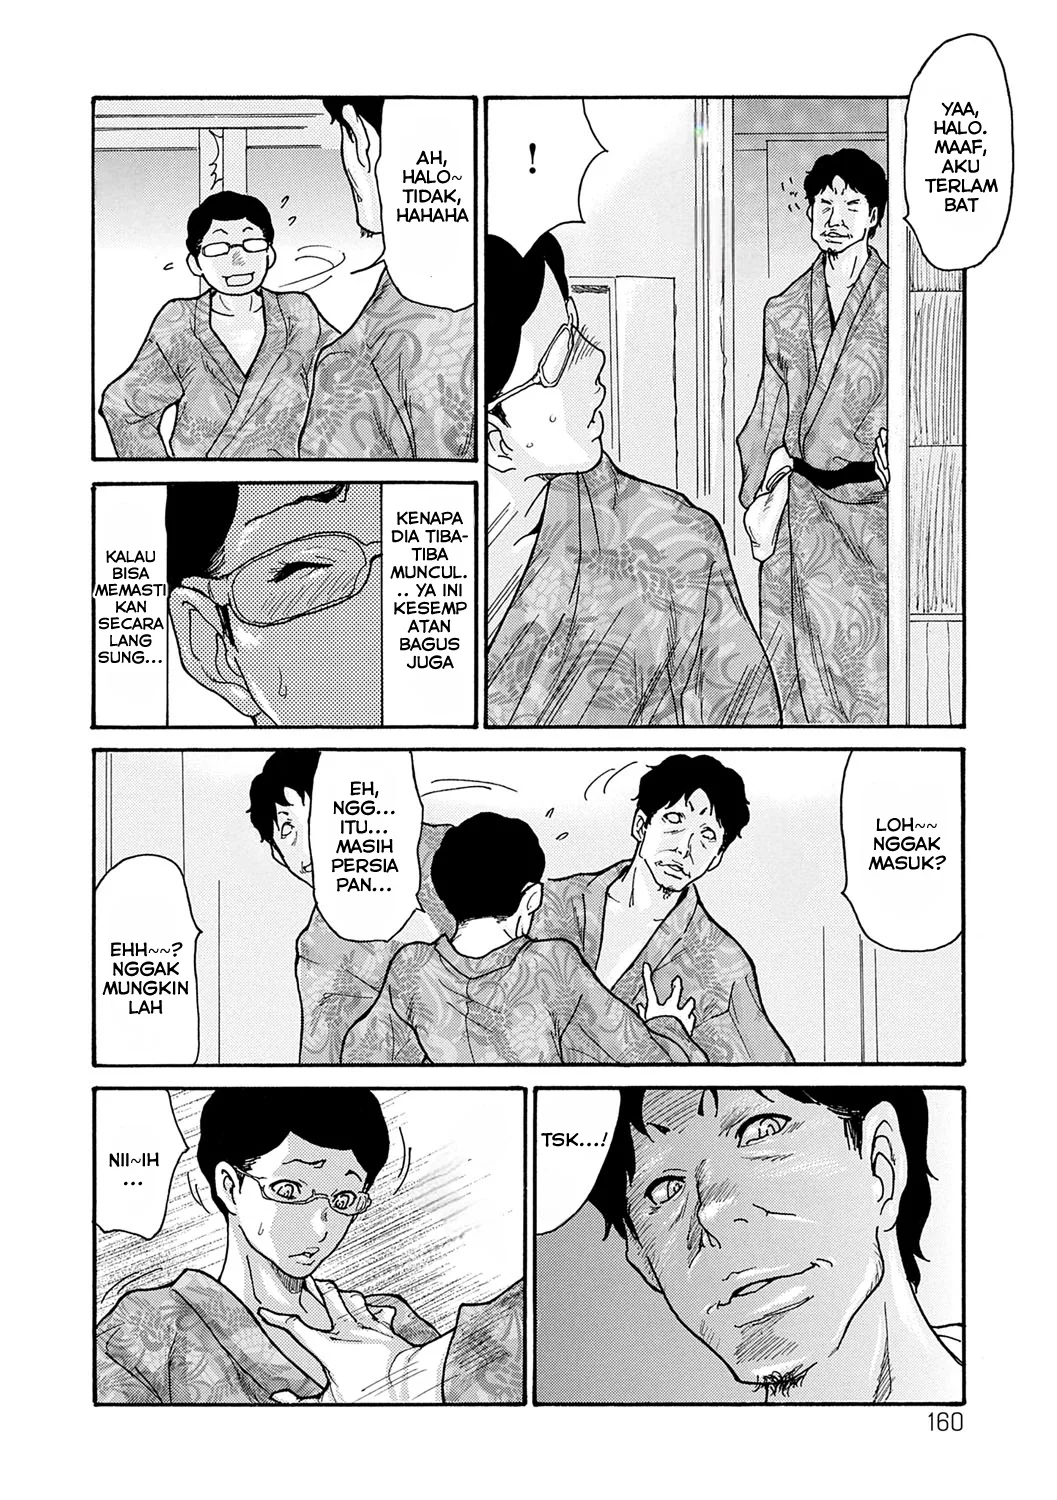 YAA,
HALO.
MAAF,
AKU
TERLAM
BAT
!
AH,
HALO~
TIDAK,
HAHAHA
KENAPA
DIA TIBA-
TIBA
MUNCUL.
.. YA INI
KESEMP
ATAN
BAGUS
JUGA
KALAU
BISA
MEMASTI
KAN
SECARA
LANG
SUNG...
LOH~~
NGGAK
MASUK?
EH,
NGG...
ITU...
MASIH
PERSIA
PAN...
EHH~~?
NGGAK
MUNGKIN
LAH
TSK...!
NII~IH
...
160